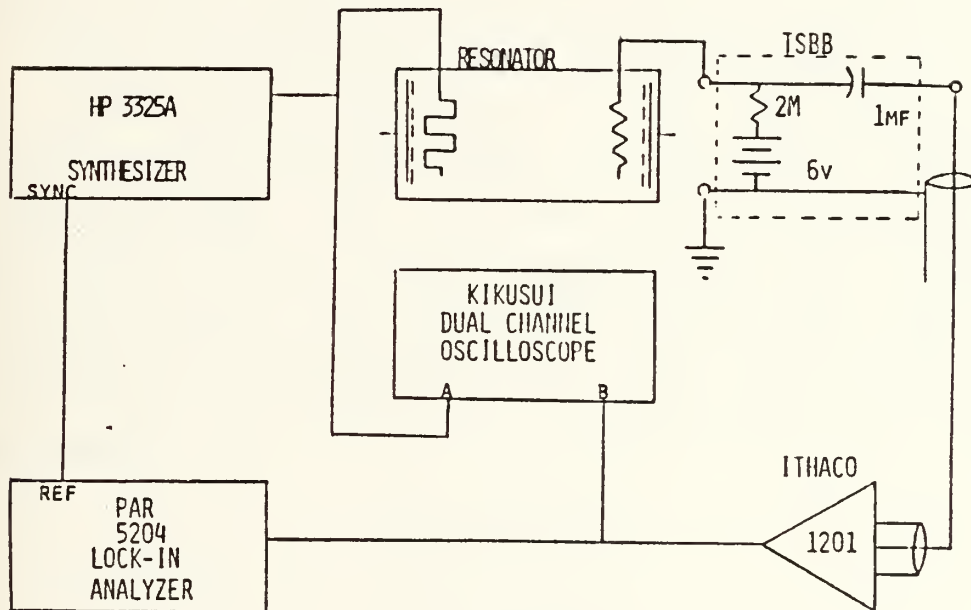 HP 3325A
SYNTHESIZER
SYNC
RESONATOR
TSBB
2M
1MF
6V
KIKUSUI
DUAL CHANNEL
OSCILLOSCOPE
A
B
REF
PAR
5204
LOCK-IN
ANALYZER
ITHACO
1201